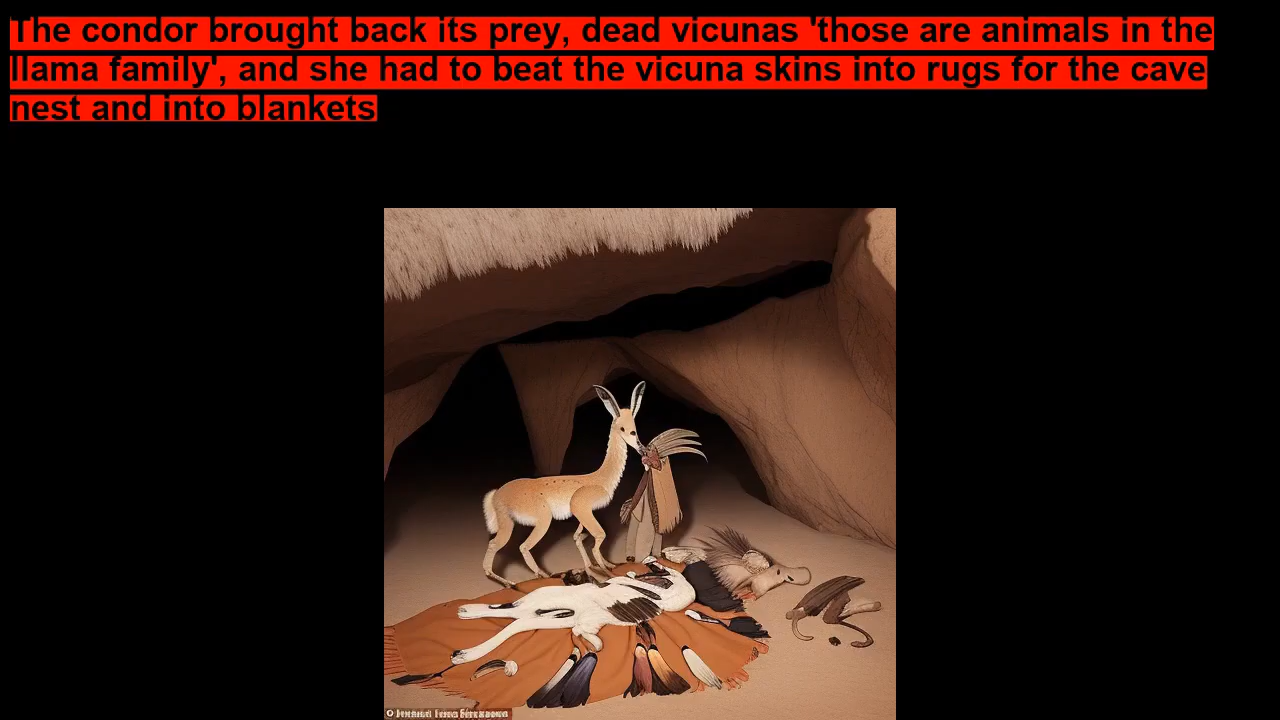 The condor brought back its prey, dead vicunas 'those are animals in the
llama family', and she had to beat the vicuna skins into rugs for the cave
nest and into blankets